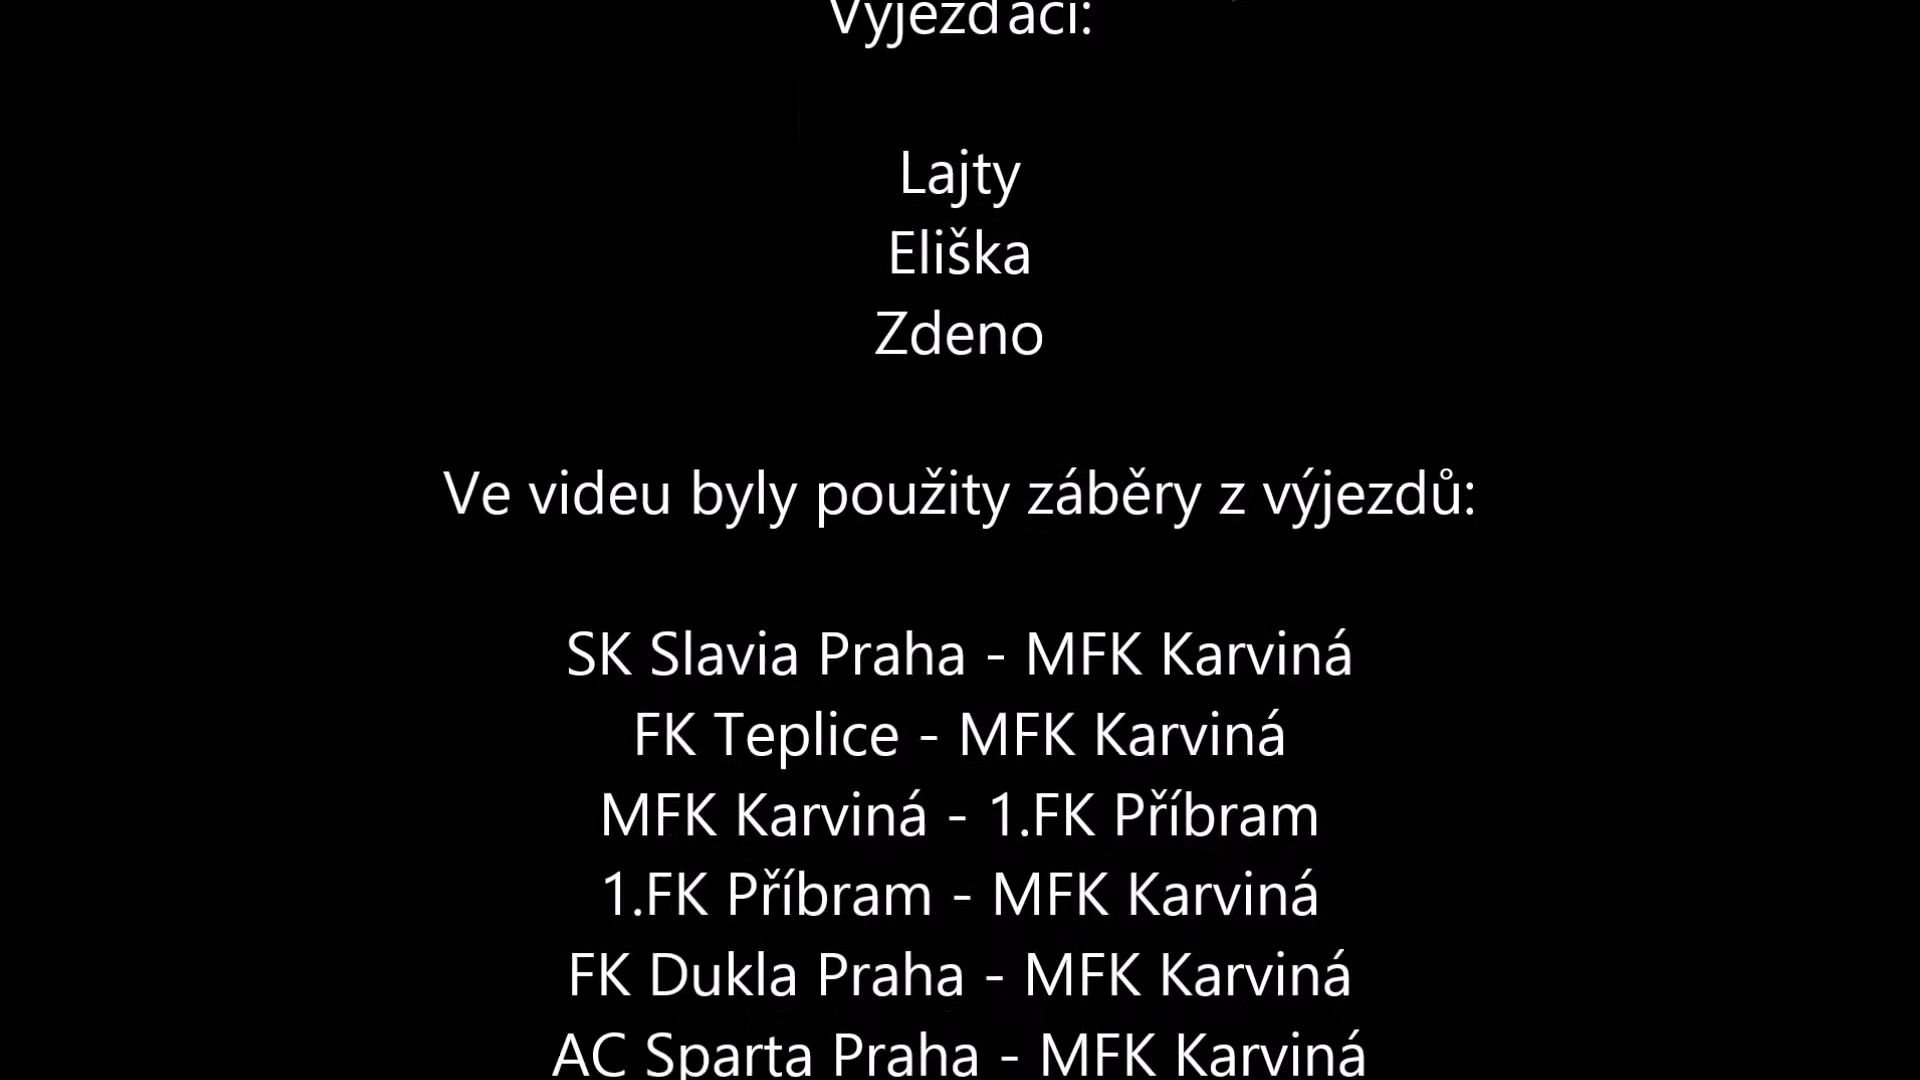 Výjezďáci:
Lajty
Eliška
Zdeno
Ve videu byly použity záběry z výjezdů:
SK Slavia Praha - MFK Karviná
FK Teplice - MFK Karviná
MFK Karviná - 1.FK Příbram
1.FK Příbram - MFK Karviná
FK Dukla Praha - MFK Karviná
AC Sparta Praha - MFK Karviná